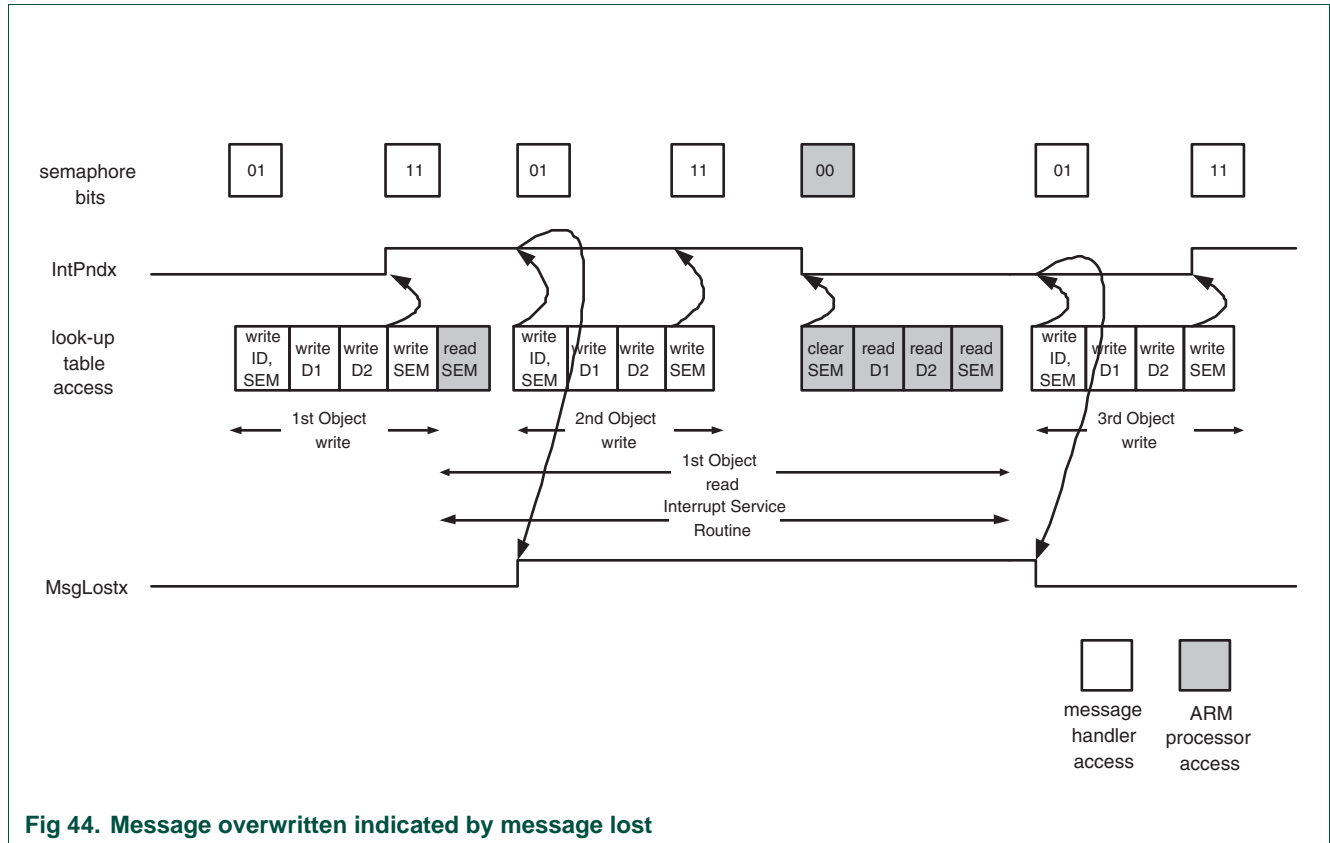 semaphore
bits
01
11
01
11
00
01
11
IntPndx
look-up
table
access
write
ID,
SEM
write
D1
write
D2
write
SEM
read
SEM
write
ID,
SEM
write
D1
write
D2
write
SEM
clear
SEM
read
D1
read
D2
read
SEM
write
ID,
SEM
write
D1
write
D2
write
SEM
1st Object
write
2nd Object
write
3rd Object
write
1st Object
read
Interrupt Service
Routine
MsgLostx
message
handler
access
ARM
processor
access
Fig 44. Message overwritten indicated by message lost